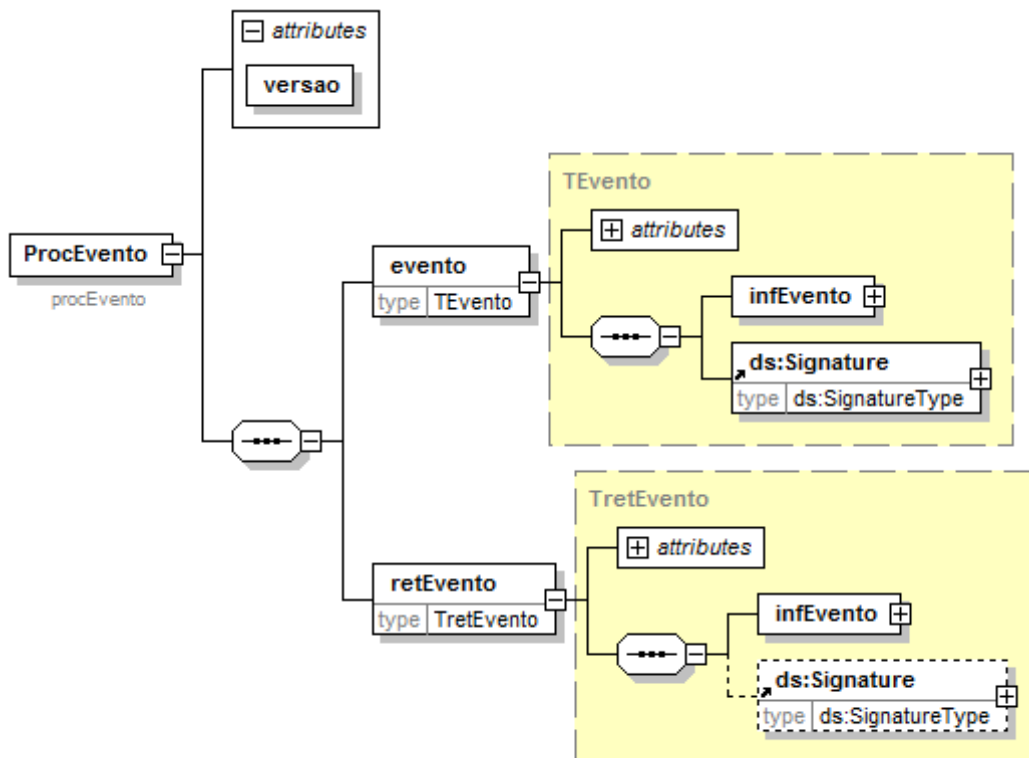 attributes
versao
ProcEvento
procEvento
evento
type TEvento
TEvento
attributes
infEvento
ds:Signature
type ds:SignatureType
retEvento
type TretEvento
TretEvento
attributes
infEvento
ds:Signature
type ds:SignatureType